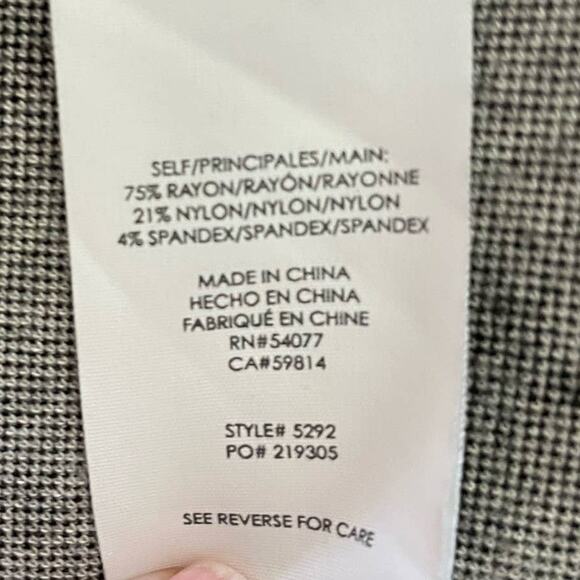 SELF/PRINCIPALES/MAIN:
75% RAYON/RAYÓN/RAYONNE
21% NYLON/NYLON/NYLON
4% SPANDEX/SPANDEX/SPANDEX
MADE IN CHINA
HECHO EN CHINA
FABRIQUÉ EN CHINE
RN#54077
CA#59814
STYLE# 5292
PO# 219305
SEE REVERSE FOR CARE